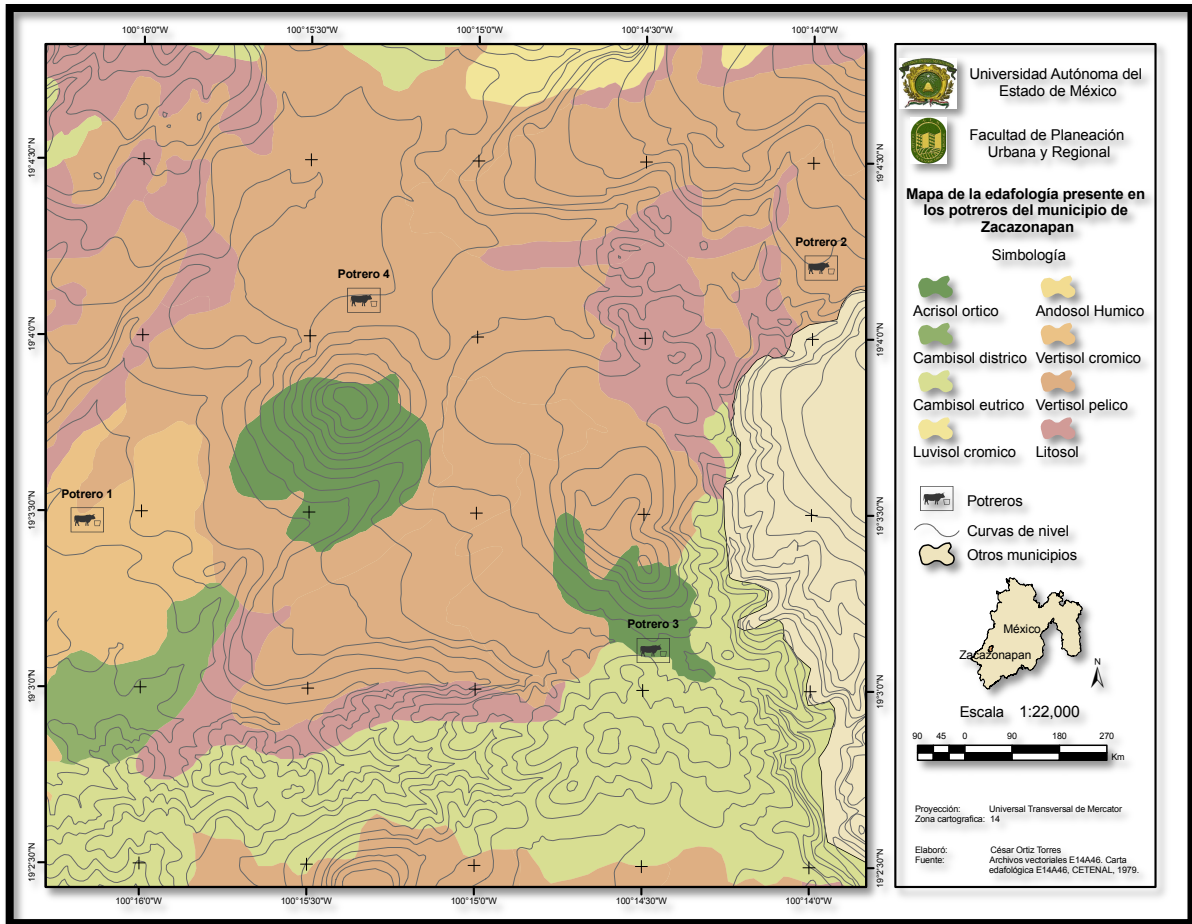 100°16'0"W 100°15'30"W 100°15'0"W 100°14'30"W 100°14'0"W
19°4'30"N 19°4'30"N
Potrero 2
Potrero 4
19°4'0"N 19°4'0"N
Potrero 1
19°3'30"N 19°3'30"N
Potrero 3
19°3'0"N 19°3'0"N
19°2'30"N 19°2'30"N
100°16'0"W 100°15'30"W 100°15'0"W 100°14'30"W 100°14'0"W
Universidad Autónoma del
Estado de México
Facultad de Planeación
Urbana y Regional
Mapa de la edafología presente en
los potreros del municipio de
Zacazonapan
Simbología
Acrisol ortico Andosol Humico
Cambisol districo Vertisol cromico
Cambisol eutrico Vertisol pelico
Luvisol cromico Litosol
Potreros
Curvas de nivel
Otros municipios
México
Zacazonapan
N
Escala 1:22,000
90 45 0 90 180 270
Km
Proyección: Universal Transversal de Mercator
Zona cartografica: 14
Elaboró: César Ortiz Torres
Fuente: Archivos vectoriales E14A46. Carta
edafológica E14A46, CETENAL, 1979.